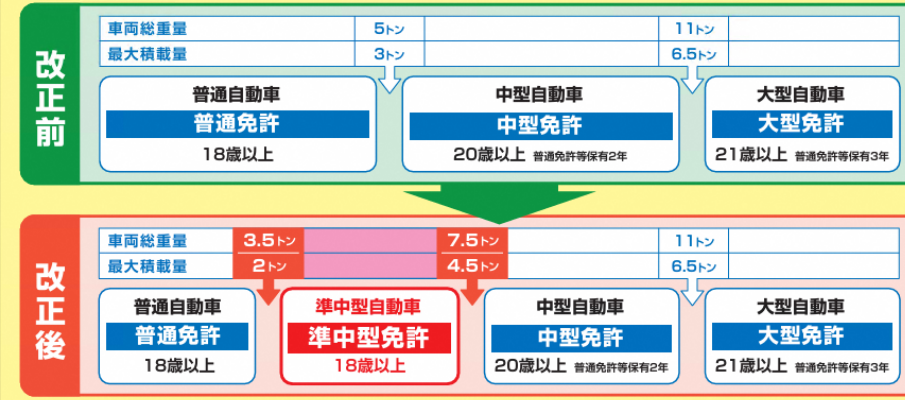 改正前
車両総重量 5トン 11トン
最大積載量 3トン 6.5トン
普通自動車 中型自動車 大型自動車
普通免許 中型免許 大型免許
18歳以上 20歳以上 普通免許等保有2年 21歳以上 普通免許等保有3年
改正後
車両総重量 3.5トン 7.5トン 11トン
最大積載量 2トン 4.5トン 6.5トン
普通自動車 準中型自動車 中型自動車 大型自動車
普通免許 準中型免許 中型免許 大型免許
18歳以上 18歳以上 20歳以上 普通免許等保有2年 21歳以上 普通免許等保有3年